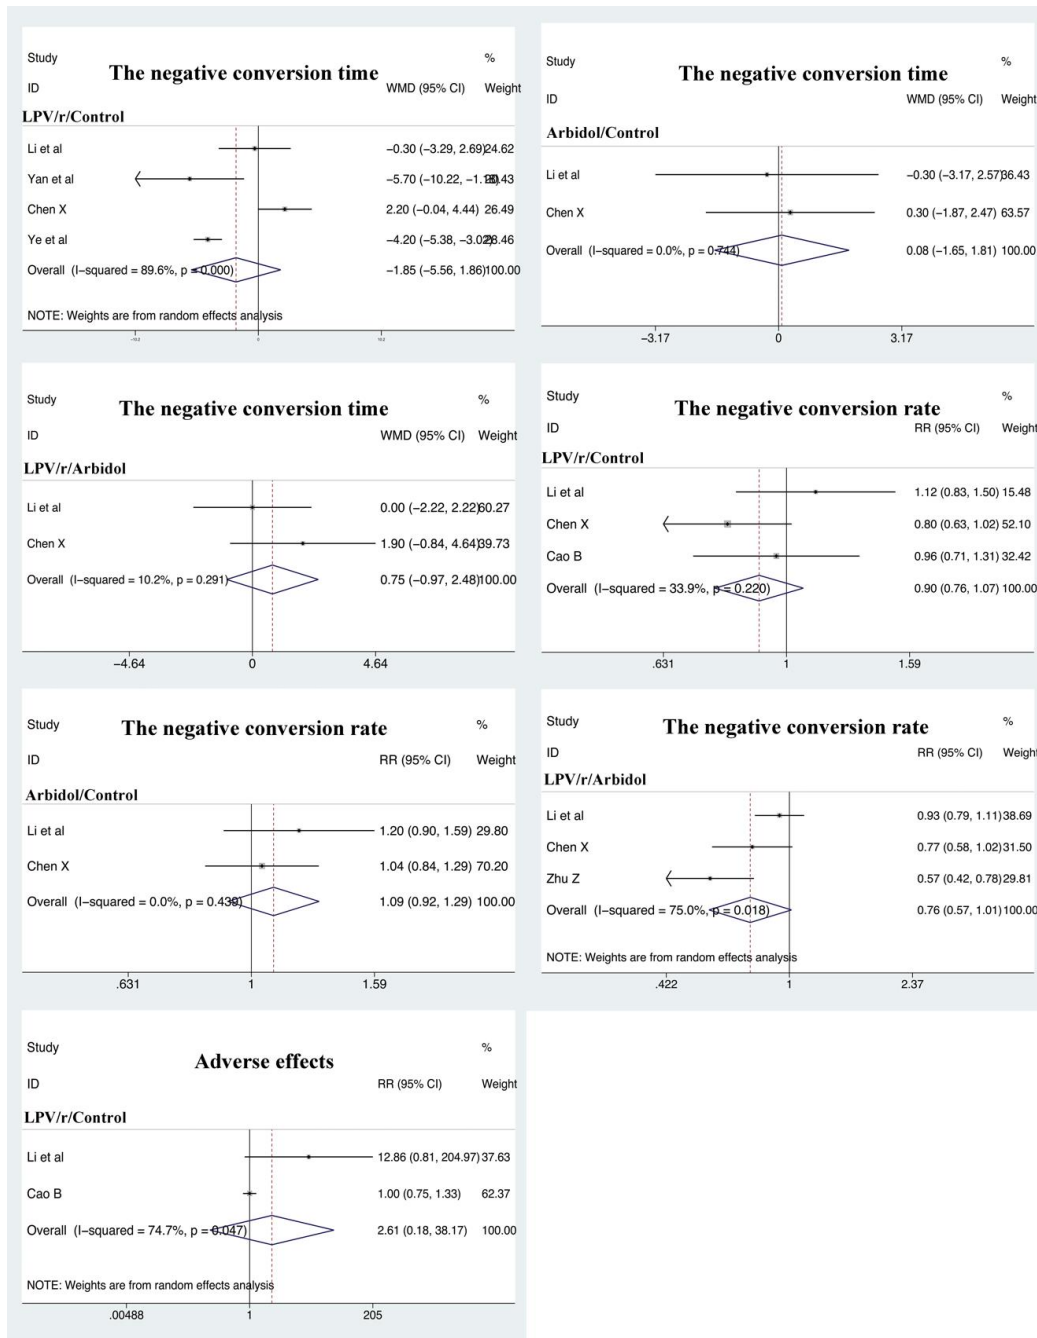 Study %
The negative conversion time
ID WMD (95% CI) Weight
LPV/r/Control
Li et al −0.30 (−3.29, 2.69) 24.62
Yan et al −5.70 (−10.22, −1.18)
Chen X 2.20 (−0.04, 4.44) 26.49
Ye et al −4.20 (−5.38, −3.02)
Overall (I−squared = 89.6%, p = 0.000) −1.85 (−5.56, 1.86) 100.00
NOTE: Weights are from random effects analysis
0
Study %
The negative conversion time
ID WMD (95% CI) Weight
Arbidol/Control
Li et al −0.30 (−3.17, 2.57) 36.43
Chen X 0.30 (−1.87, 2.47) 63.57
Overall (I−squared = 0.0%, p = 0.744) 0.08 (−1.65, 1.81) 100.00
−3.17 0 3.17
Study %
The negative conversion time
ID WMD (95% CI) Weight
LPV/r/Arbidol
Li et al 0.00 (−2.22, 2.22) 60.27
Chen X 1.90 (−0.84, 4.64) 39.73
Overall (I−squared = 10.2%, p = 0.291) 0.75 (−0.97, 2.48) 100.00
−4.64 0 4.64
Study %
The negative conversion rate
ID RR (95% CI) Weight
LPV/r/Control
Li et al 1.12 (0.83, 1.50) 15.48
Chen X 0.80 (0.63, 1.02) 52.10
Cao B 0.96 (0.71, 1.31) 32.42
Overall (I−squared = 33.9%, p = 0.220) 0.90 (0.76, 1.07) 100.00
.631 1 1.59
Study %
The negative conversion rate
ID RR (95% CI) Weight
Arbidol/Control
Li et al 1.20 (0.90, 1.59) 29.80
Chen X 1.04 (0.84, 1.29) 70.20
Overall (I−squared = 0.0%, p = 0.439) 1.09 (0.92, 1.29) 100.00
.631 1 1.59
Study %
The negative conversion rate
ID RR (95% CI) Weight
LPV/r/Arbidol
Li et al 0.93 (0.79, 1.11) 38.69
Chen X 0.77 (0.58, 1.02) 31.50
Zhu Z 0.57 (0.42, 0.78) 29.81
Overall (I−squared = 75.0%, p = 0.018) 0.76 (0.57, 1.01) 100.00
NOTE: Weights are from random effects analysis
.422 1 2.37
Study %
Adverse effects
ID RR (95% CI) Weight
LPV/r/Control
Li et al 12.86 (0.81, 204.97) 37.63
Cao B 1.00 (0.75, 1.33) 62.37
Overall (I−squared = 74.7%, p = 0.047) 2.61 (0.18, 38.17) 100.00
NOTE: Weights are from random effects analysis
.00488 1 205